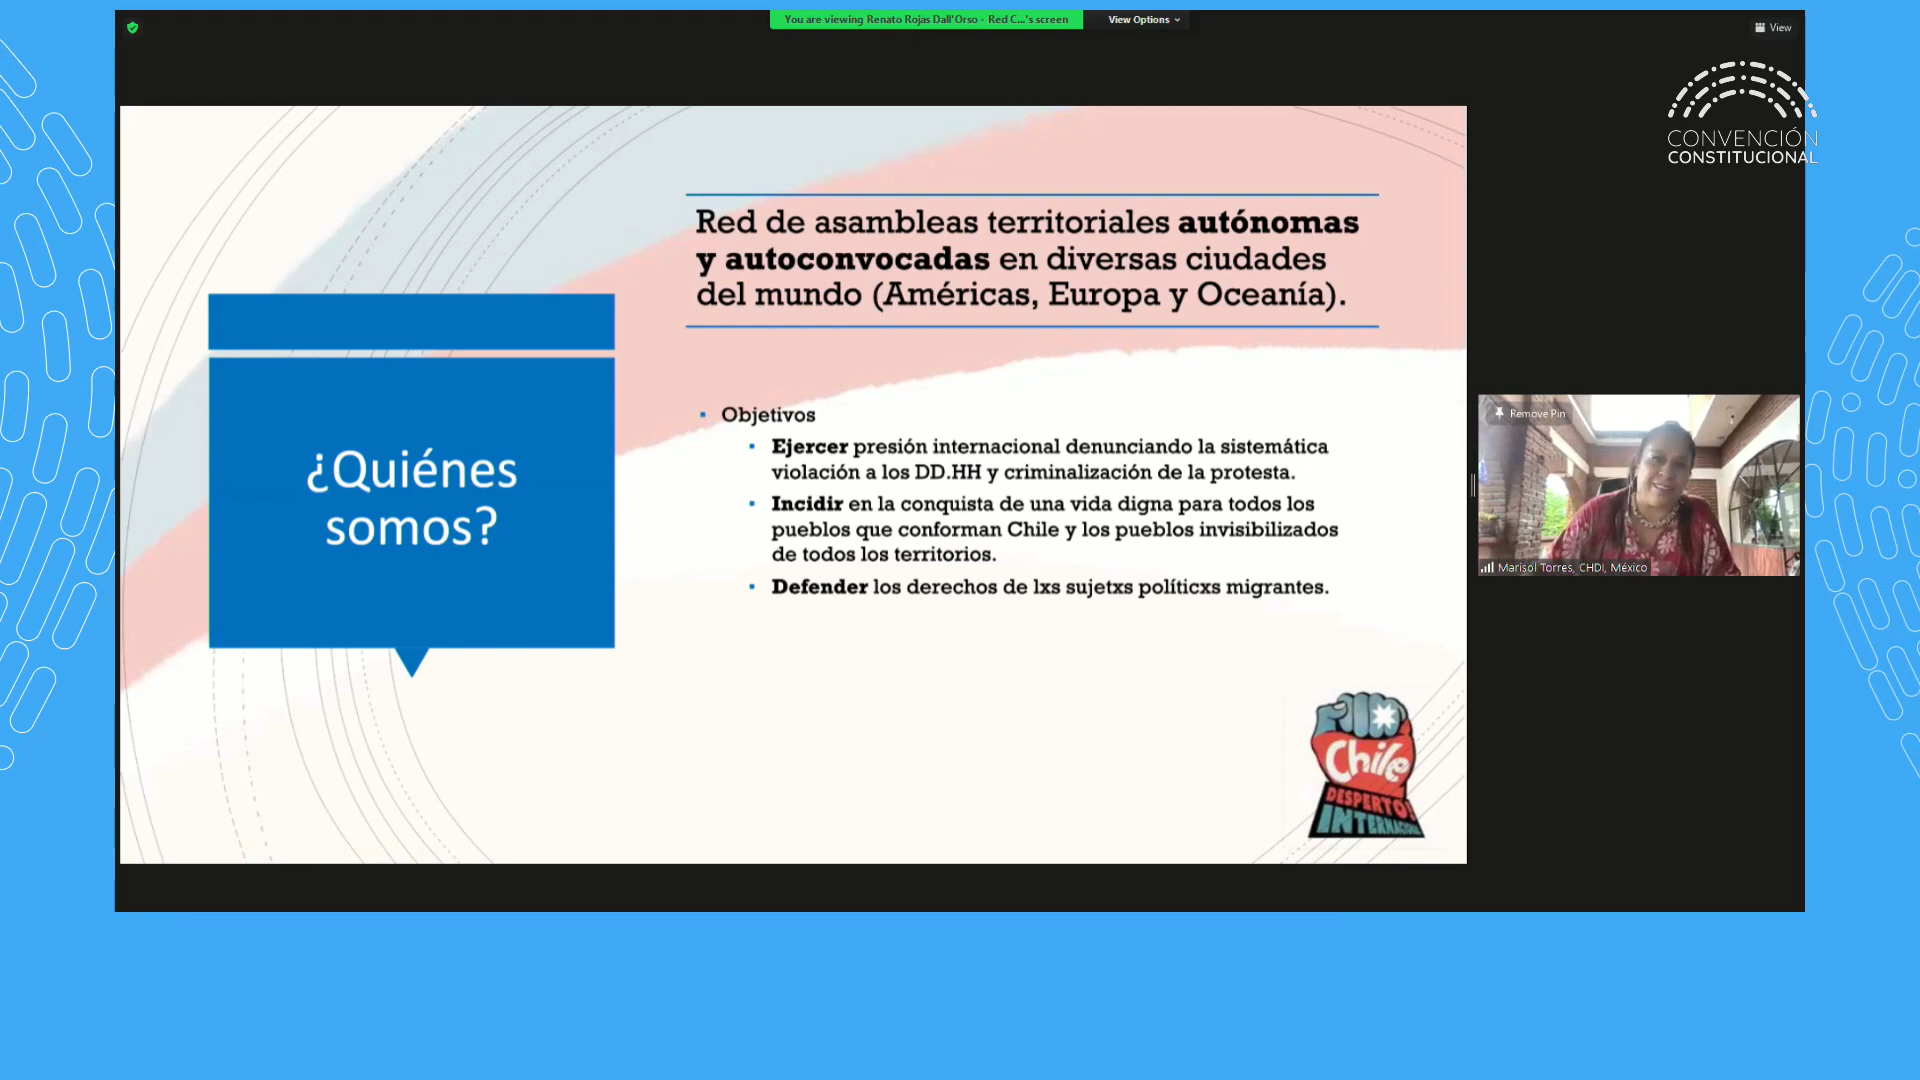 You are viewing Renato Rojas Dall'Orso - Red C...'s screen
View Options
View
CONVENCIÓN
CONSTITUCIONAL
Red de asambleas territoriales autónomas
y autoconvocadas en diversas ciudades
del mundo (Américas, Europa y Oceanía).
¿Quiénes
somos?
Objetivos
Ejercer presión internacional denunciando la sistemática
violación a los DD.HH y criminalización de la protesta.
Incidir en la conquista de una vida digna para todos los
pueblos que conforman Chile y los pueblos invisibilizados
de todos los territorios.
Defender los derechos de lxs sujetxs políticxs migrantes.
Remove Pin
Marisol Torres, CHDI, México
Chile
DESPERTO!
INTERNACIONAL